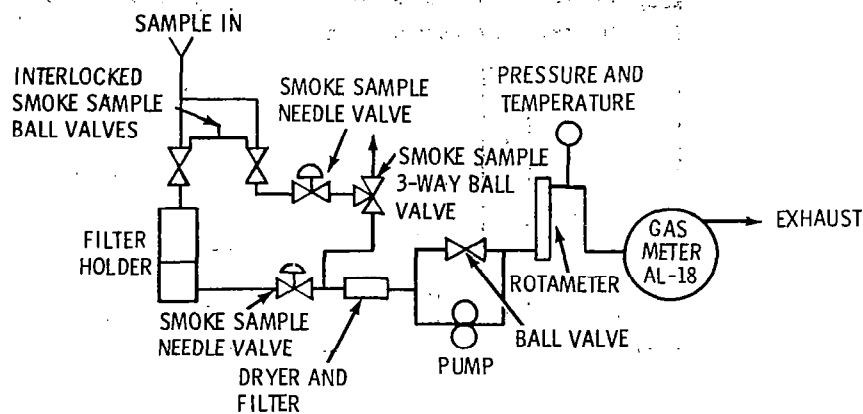 SAMPLE IN
INTERLOCKED
SMOKE SAMPLE
BALL VALVES
SMOKE SAMPLE
NEEDLE VALVE
PRESSURE AND
TEMPERATURE
SMOKE SAMPLE
3-WAY BALL
VALVE
FILTER
HOLDER
GAS
METER
AL-18
EXHAUST
ROTAMETER
SMOKE SAMPLE
NEEDLE VALVE
BALL VALVE
PUMP
DRYER AND
FILTER